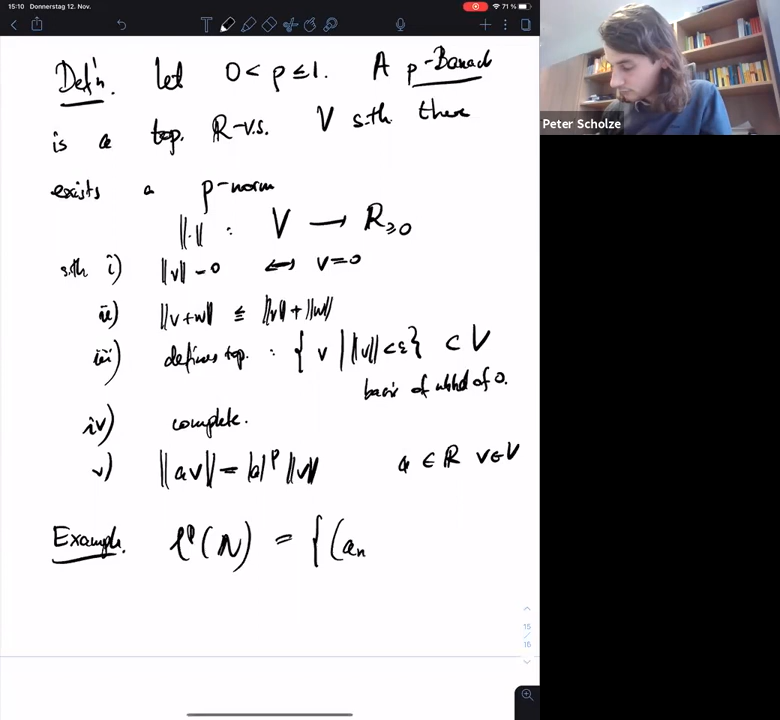 15:10 Donnerstag 12. Nov.
71 %
Def'n. Let 0 < p ≤ 1. A p-Banach
is a top. ℝ-v.s. V s.th. there
exists a p-norm
||·|| : V → ℝ≥0
s.th. i) ||v|| = 0 ↔ v=0
ii) ||v+w|| ≤ ||v|| + ||w||
iii) defines top. : { v | ||v|| < ε } ⊂ V
basis of nbhd of 0.
iv) complete.
v) ||av|| = |a|^p ||v|| a ∈ ℝ v ∈ V
Example. ℓ^p(ℕ) = { (a_n
Peter Scholze
15
16